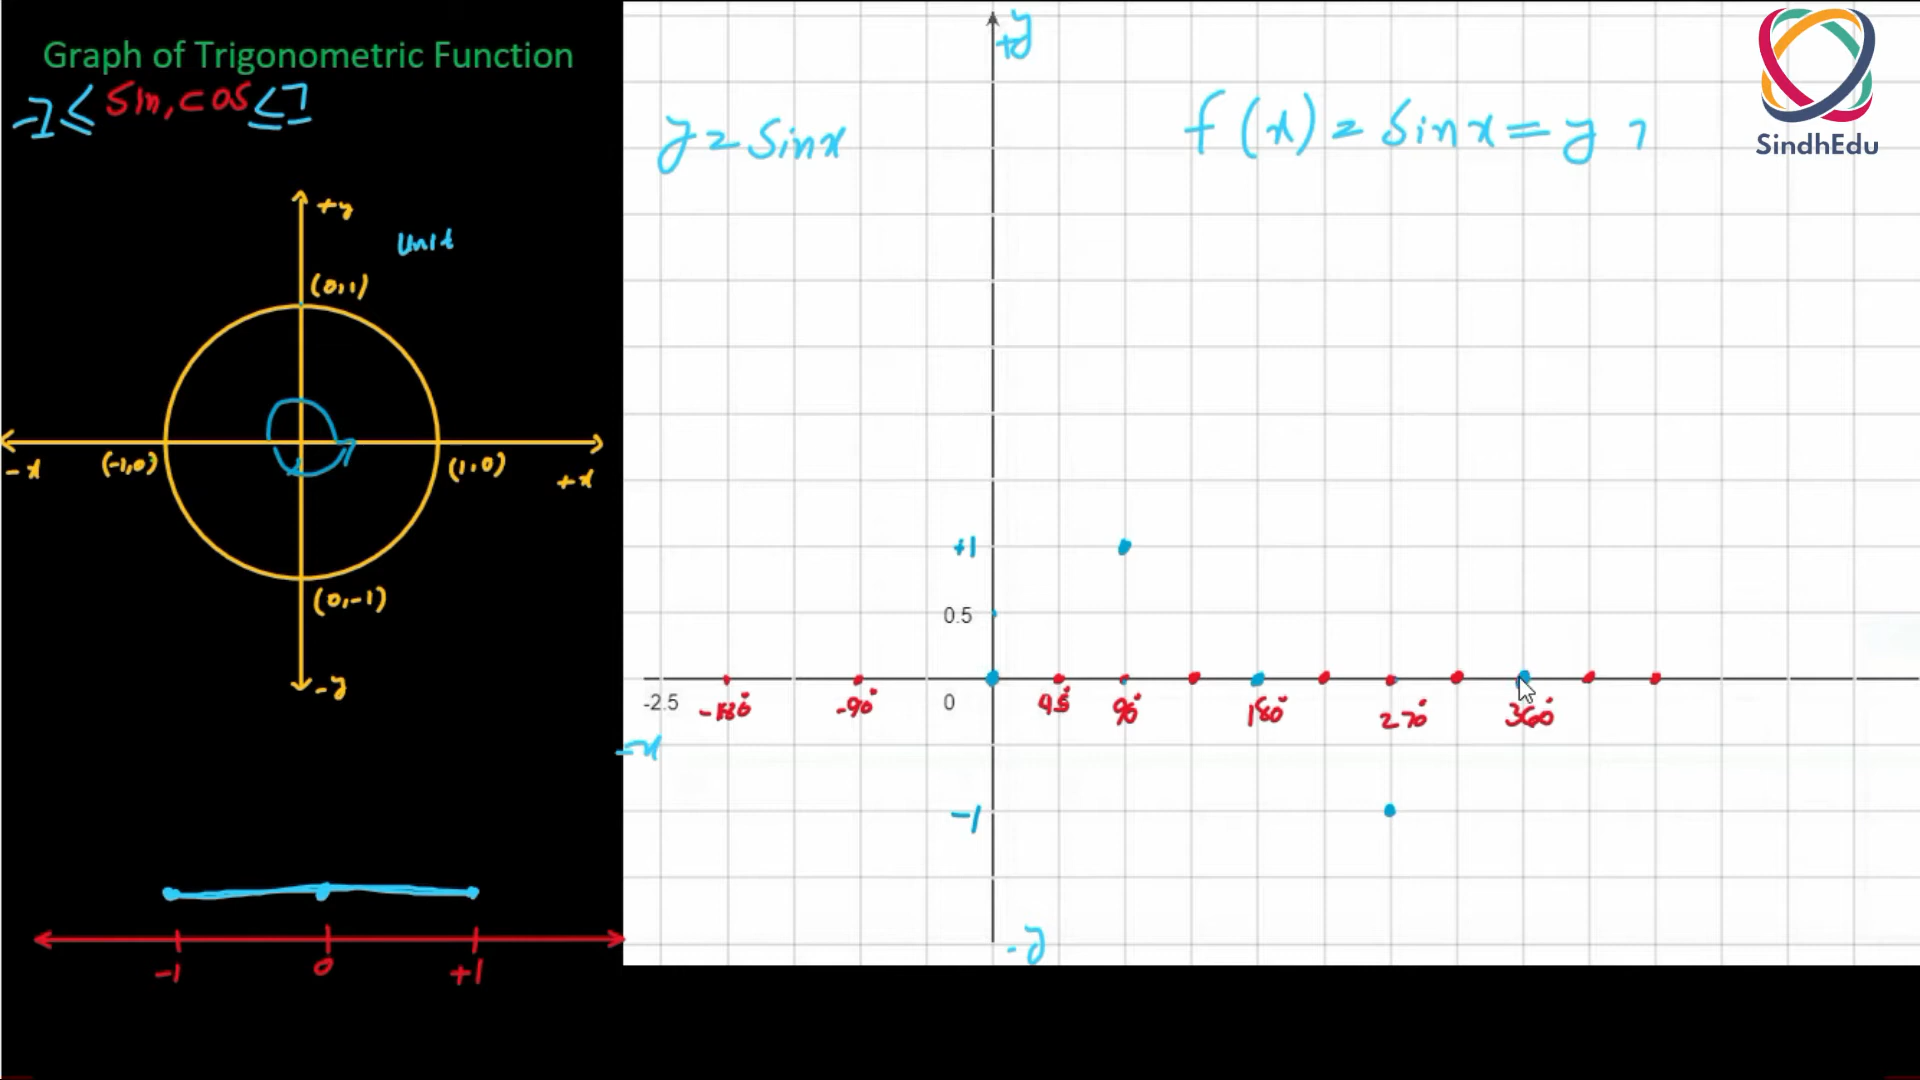 Graph of Trigonometric Function
-1 ≤ Sin, cos ≤ 1
+y
Unit
(0,1)
(-1,0)
(1,0)
-x
+x
(0,-1)
-y
-1 0 +1
+y
y = Sinx
f(x) = Sinx = y
SindhEdu
+1
0.5
-2.5 -180° -90° 0 45° 90° 180° 270° 360°
-x
-1
-y